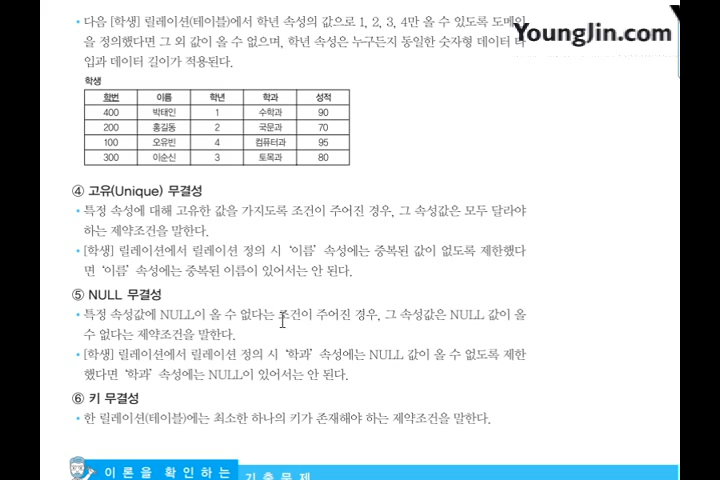 • 다음 [학생] 릴레이션(테이블)에서 학년 속성의 값으로 1, 2, 3, 4만 올 수 있도록 도메인
을 정의했다면 그 외 값이 올 수 없으며, 학년 속성은 누구든지 동일한 숫자형 데이터 타
입과 데이터 길이가 적용된다.
YoungJin.com
학생
학번 이름 학년 학과 성적
400 박태인 1 수학과 90
200 홍길동 2 국문과 70
100 오유빈 4 컴퓨터과 95
300 이순신 3 토목과 80
④ 고유(Unique) 무결성
• 특정 속성에 대해 고유한 값을 가지도록 조건이 주어진 경우, 그 속성값은 모두 달라야
하는 제약조건을 말한다.
• [학생] 릴레이션에서 릴레이션 정의 시 ‘이름’ 속성에는 중복된 값이 없도록 제한했다
면 ‘이름’ 속성에는 중복된 이름이 있어서는 안 된다.
⑤ NULL 무결성
• 특정 속성값에 NULL이 올 수 없다는 조건이 주어진 경우, 그 속성값은 NULL 값이 올
수 없다는 제약조건을 말한다.
• [학생] 릴레이션에서 릴레이션 정의 시 ‘학과’ 속성에는 NULL 값이 올 수 없도록 제한
했다면 ‘학과’ 속성에는 NULL이 있어서는 안 된다.
⑥ 키 무결성
• 한 릴레이션(테이블)에는 최소한 하나의 키가 존재해야 하는 제약조건을 말한다.
이론을 확인하는 기출문제